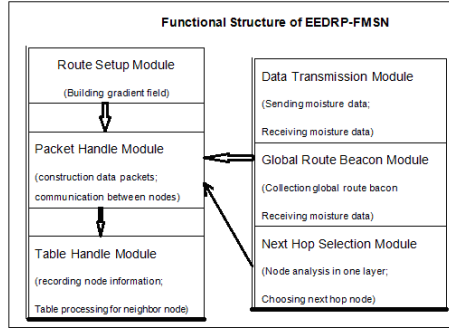 Functional Structure of EEDRP-FMSN
Route Setup Module
(Building gradient field)
Packet Handle Module
(construction data packets;
communication between nodes)
Table Handle Module
(recording node information;
Table processing for neighbor node)
Data Transmission Module
(Sending moisture data;
Receiving moisture data)
Global Route Beacon Module
(Collection global route bacon
Receiving moisture data)
Next Hop Selection Module
(Node analysis in one layer;
Choosing next hop node)